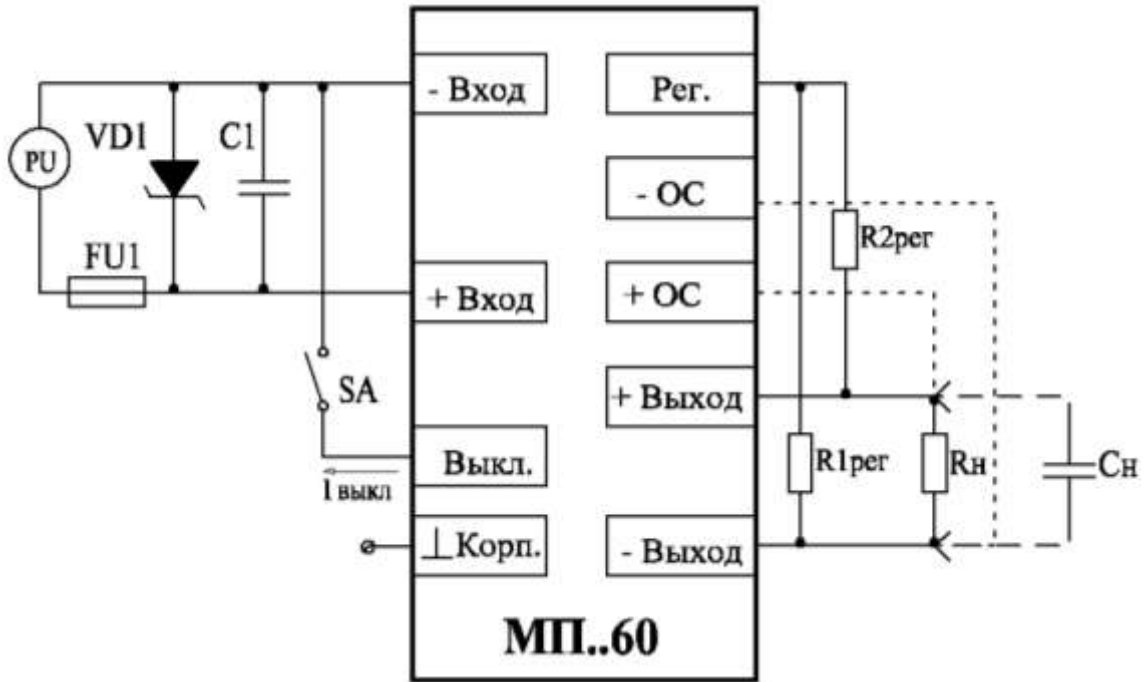 - Вход
Рег.
VD1
C1
PU
- ОС
R2рег
FU1
+ Вход
+ ОС
SA
+ Выход
Выкл.
R1рег
Rн
Cн
I выкл
⊥ Корп.
- Выход
МП..60